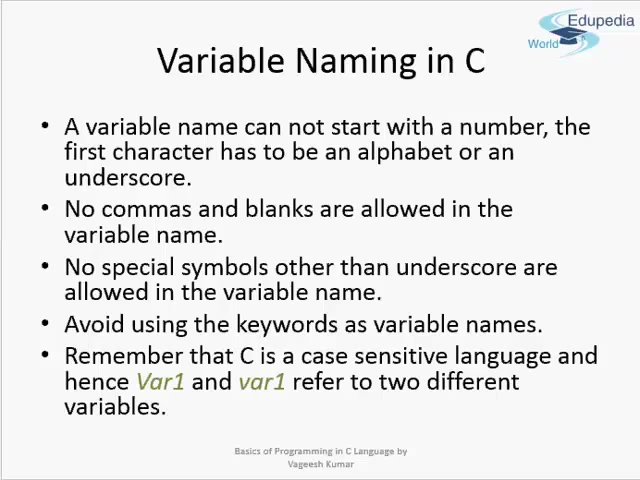 Edupedia
World
Variable Naming in C
• A variable name can not start with a number, the
first character has to be an alphabet or an
underscore.
• No commas and blanks are allowed in the
variable name.
• No special symbols other than underscore are
allowed in the variable name.
• Avoid using the keywords as variable names.
• Remember that C is a case sensitive language and
hence Var1 and var1 refer to two different
variables.
Basics of Programming in C Language by
Vageesh Kumar